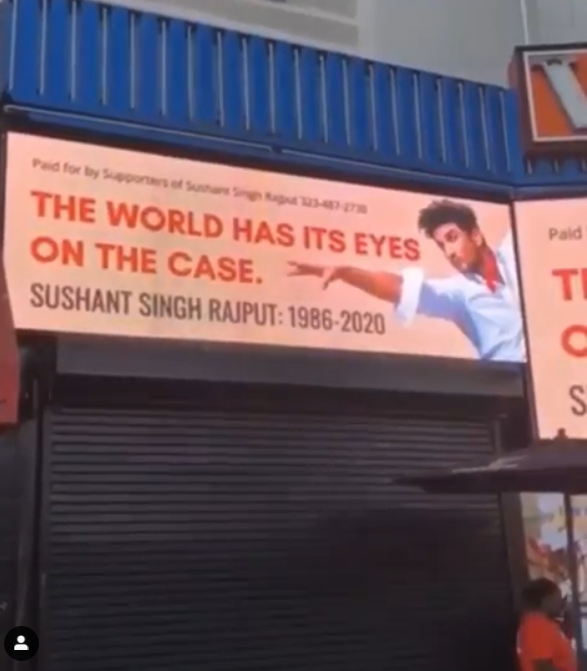 Paid for by Supporters of Sushant Singh Rajput 323-487-2730
THE WORLD HAS ITS EYES
ON THE CASE.
SUSHANT SINGH RAJPUT: 1986-2020
Paid